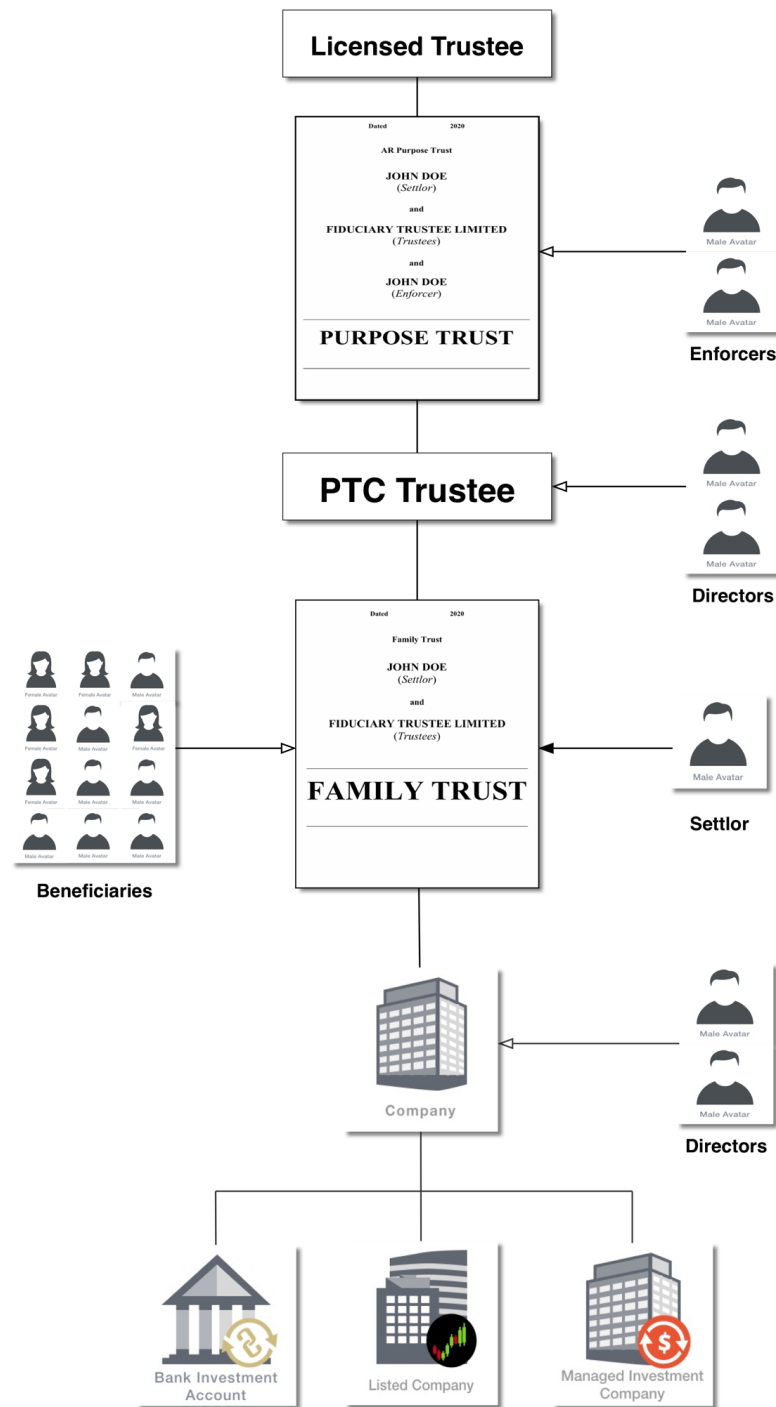 Licensed Trustee
Dated 2020
AR Purpose Trust
JOHN DOE
(Settlor)
and
FIDUCIARY TRUSTEE LIMITED
(Trustees)
and
JOHN DOE
(Enforcer)
PURPOSE TRUST
Male Avatar
Male Avatar
Enforcers
PTC Trustee
Male Avatar
Male Avatar
Directors
Dated 2020
Family Trust
JOHN DOE
(Settlor)
and
FIDUCIARY TRUSTEE LIMITED
(Trustees)
FAMILY TRUST
Female Avatar Female Avatar Male Avatar
Female Avatar Male Avatar Female Avatar
Female Avatar Male Avatar Male Avatar
Male Avatar Male Avatar Male Avatar
Beneficiaries
Male Avatar
Settlor
Company
Male Avatar
Male Avatar
Directors
Bank Investment
Account
Listed Company
Managed Investment
Company